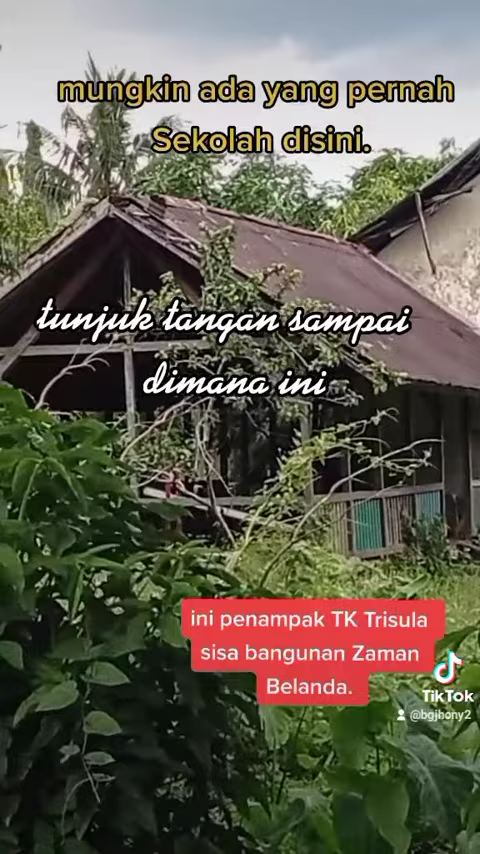 mungkin ada yang pernah
Sekolah disini.
tunjuk tangan sampai
dimana ini
ini penampak TK Trisula
sisa bangunan Zaman
Belanda.
TikTok
@bgjhony2